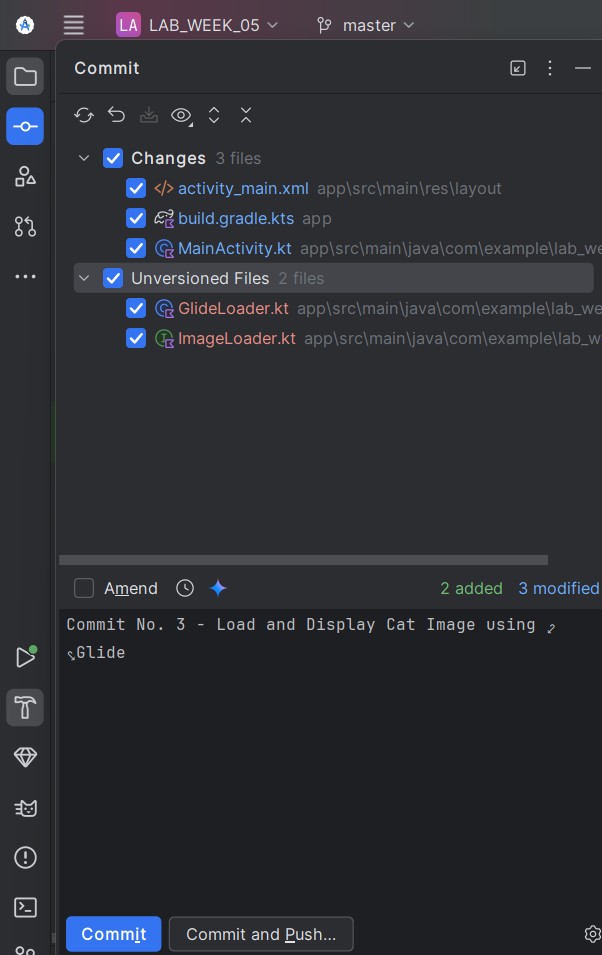 LA LAB_WEEK_05 master
Commit
Changes 3 files
activity_main.xml app\src\main\res\layout
build.gradle.kts app
MainActivity.kt app\src\main\java\com\example\lab_we
Unversioned Files 2 files
GlideLoader.kt app\src\main\java\com\example\lab_we
ImageLoader.kt app\src\main\java\com\example\lab_w
Amend 2 added 3 modified
Commit No. 3 - Load and Display Cat Image using
Glide
Commit Commit and Push...